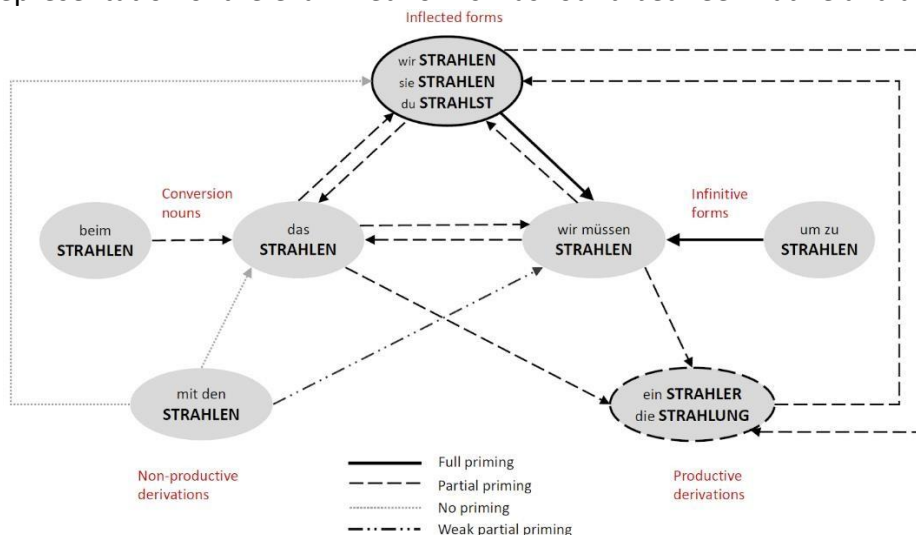 Inflected forms
wir STRAHLEN
sie STRAHLEN
du STRAHLST
Conversion
nouns
Infinitive
forms
beim
STRAHLEN
das
STRAHLEN
wir müssen
STRAHLEN
um zu
STRAHLEN
mit den
STRAHLEN
ein STRAHLER
die STRAHLUNG
Non-productive
derivations
Full priming
Partial priming
No priming
Weak partial priming
Productive
derivations